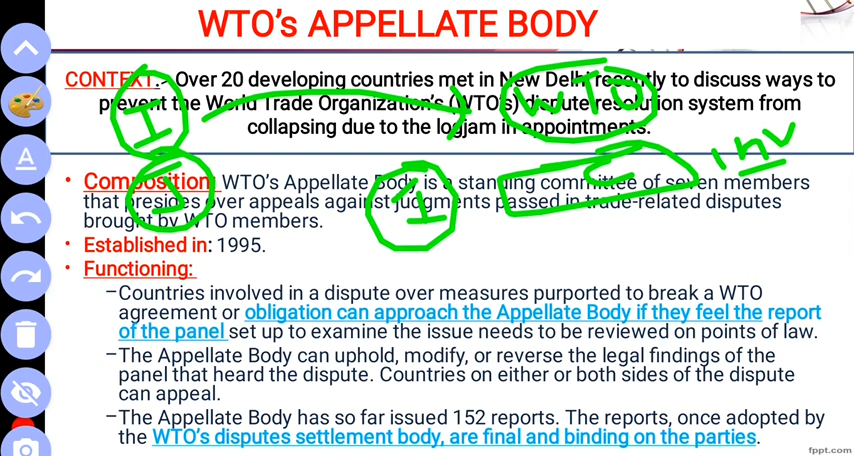 WTO's APPELLATE BODY
CONTEXT:- Over 20 developing countries met in New Delhi recently to discuss ways to
prevent the World Trade Organization's (WTO's) dispute resolution system from
collapsing due to the logjam in appointments.
I
WTO
I
I
C
inv
• Composition: WTO's Appellate Body is a standing committee of seven members
that presides over appeals against judgments passed in trade-related disputes
brought by WTO members.
• Established in: 1995.
• Functioning:
–Countries involved in a dispute over measures purported to break a WTO
agreement or obligation can approach the Appellate Body if they feel the report
of the panel set up to examine the issue needs to be reviewed on points of law.
–The Appellate Body can uphold, modify, or reverse the legal findings of the
panel that heard the dispute. Countries on either or both sides of the dispute
can appeal.
–The Appellate Body has so far issued 152 reports. The reports, once adopted by
the WTO's disputes settlement body, are final and binding on the parties.
A
fppt.com